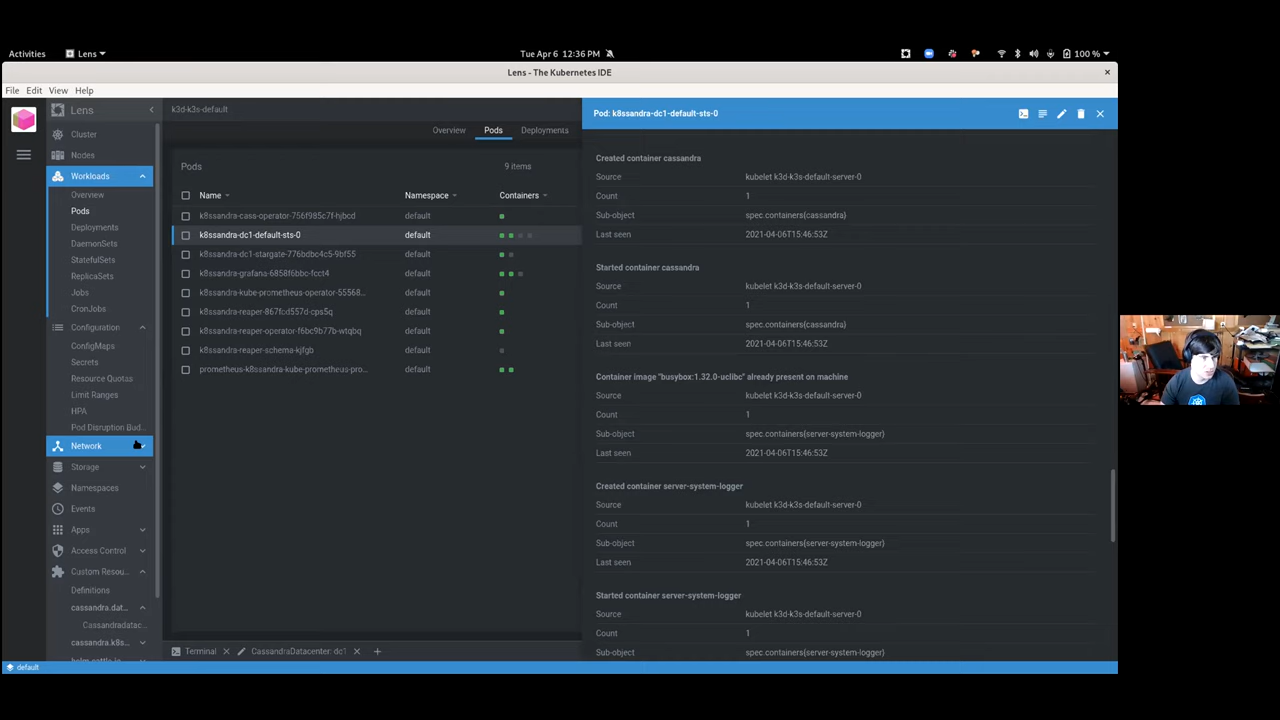 Activities
Lens
Tue Apr 6 12:36 PM
100 %
Lens - The Kubernetes IDE
File Edit View Help
Lens
Cluster
Nodes
Workloads
Overview
Pods
Deployments
DaemonSets
StatefulSets
ReplicaSets
Jobs
CronJobs
Configuration
ConfigMaps
Secrets
Resource Quotas
Limit Ranges
HPA
Pod Disruption Bud...
Network
Storage
Namespaces
Events
Apps
Access Control
Custom Resou...
Definitions
cassandra.dat...
Cassandradatac...
cassandra.k8s...
default
k3d-k3s-default
Overview Pods Deployments
Pods 9 items
Name Namespace Containers
k8ssandra-cass-operator-756f985c7f-hjbcd default
k8ssandra-dc1-default-sts-0 default
k8ssandra-dc1-stargate-776bdbc4c5-9bf55 default
k8ssandra-grafana-6858f6bbc-fcct4 default
k8ssandra-kube-prometheus-operator-55568... default
k8ssandra-reaper-867fcd557d-cps5q default
k8ssandra-reaper-operator-f6bc9b77b-wtqbq default
k8ssandra-reaper-schema-kjfgb default
prometheus-k8ssandra-kube-prometheus-pro... default
Terminal CassandraDatacenter: dc1
Pod: k8ssandra-dc1-default-sts-0
Created container cassandra
Source kubelet k3d-k3s-default-server-0
Count 1
Sub-object spec.containers{cassandra}
Last seen 2021-04-06T15:46:53Z
Started container cassandra
Source kubelet k3d-k3s-default-server-0
Count 1
Sub-object spec.containers{cassandra}
Last seen 2021-04-06T15:46:53Z
Container image "busybox:1.32.0-uclibc" already present on machine
Source kubelet k3d-k3s-default-server-0
Count 1
Sub-object spec.containers{server-system-logger}
Last seen 2021-04-06T15:46:53Z
Created container server-system-logger
Source kubelet k3d-k3s-default-server-0
Count 1
Sub-object spec.containers{server-system-logger}
Last seen 2021-04-06T15:46:53Z
Started container server-system-logger
Source kubelet k3d-k3s-default-server-0
Count 1
Sub-object spec.containers{server-system-logger}